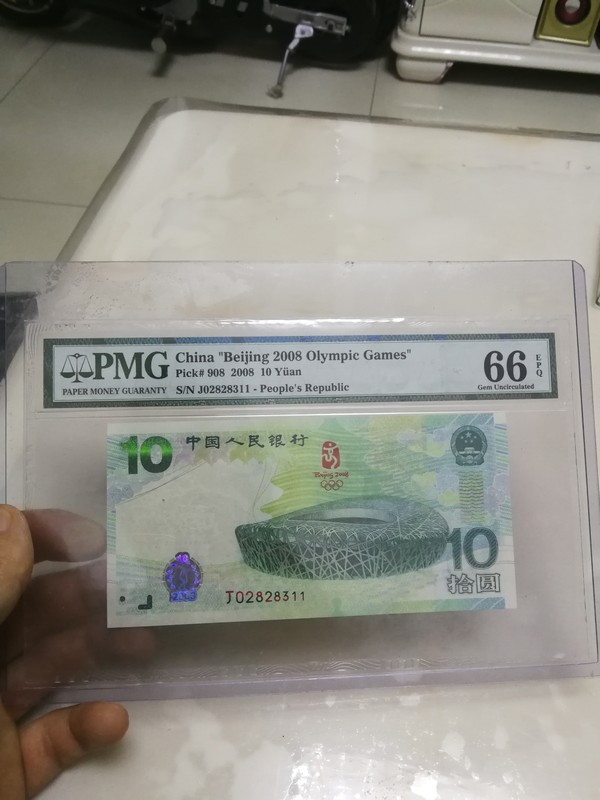 PMG
PAPER MONEY GUARANTY
China "Beijing 2008 Olympic Games"
Pick# 908 2008 10 Yüan
S/N J02828311 - People's Republic
66 EPQ
Gem Uncirculated
10
中国人民银行
Beijing 2008
10
拾圆
J02828311